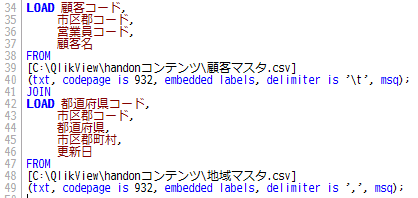 34 LOAD 顧客コード,
35 市区郡コード,
36 営業員コード,
37 顧客名
38 FROM
39 [C:\QlikView\handonコンテンツ\顧客マスタ.csv]
40 (txt, codepage is 932, embedded labels, delimiter is '\t', msq);
41 JOIN
42 LOAD 都道府県コード,
43 市区郡コード,
44 都道府県,
45 市区郡町村,
46 更新日
47 FROM
48 [C:\QlikView\handonコンテンツ\地域マスタ.csv]
49 (txt, codepage is 932, embedded labels, delimiter is ',', msq);